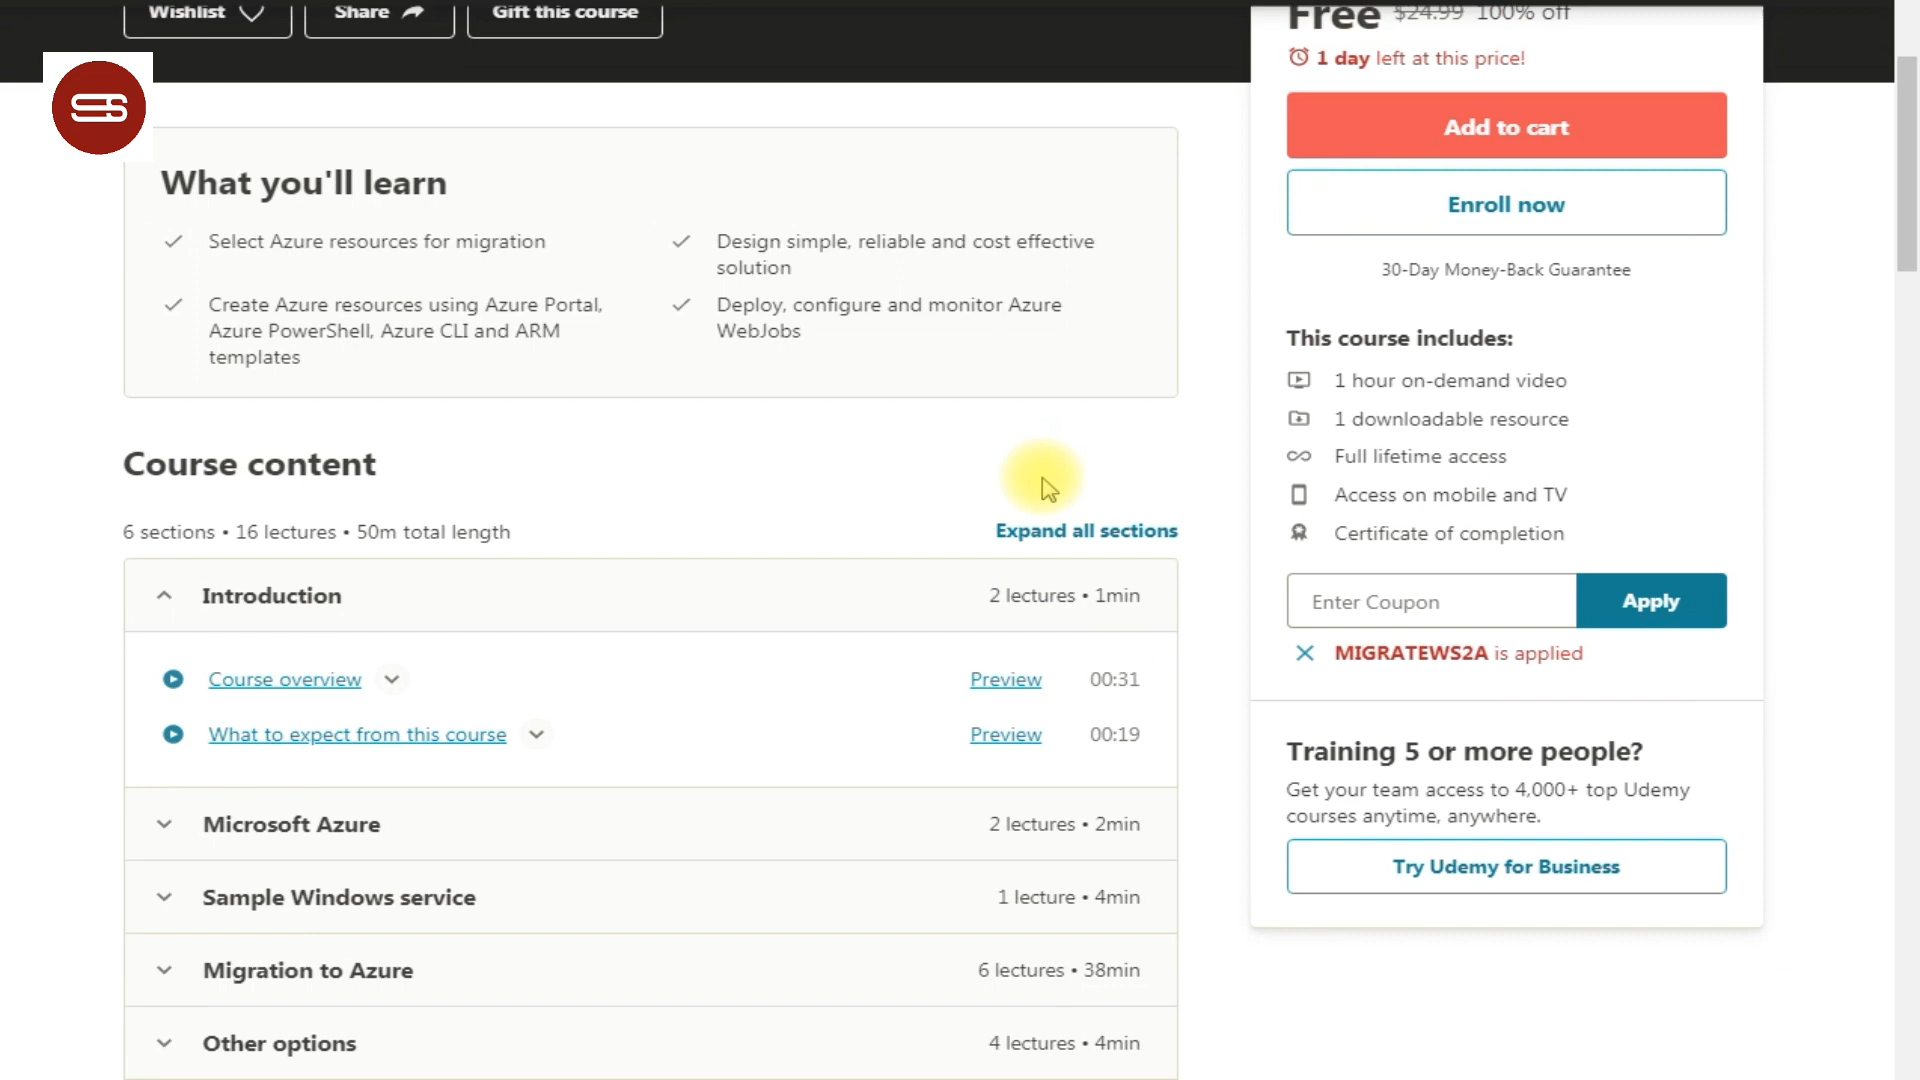 Wishlist
Share
Gift this course
Free $24.99 100% off
1 day left at this price!
Add to cart
Enroll now
30-Day Money-Back Guarantee
This course includes:
1 hour on-demand video
1 downloadable resource
Full lifetime access
Access on mobile and TV
Certificate of completion
Enter Coupon
Apply
MIGRATEWS2A is applied
Training 5 or more people?
Get your team access to 4,000+ top Udemy
courses anytime, anywhere.
Try Udemy for Business
What you'll learn
Select Azure resources for migration
Create Azure resources using Azure Portal,
Azure PowerShell, Azure CLI and ARM
templates
Design simple, reliable and cost effective
solution
Deploy, configure and monitor Azure
WebJobs
Course content
6 sections • 16 lectures • 50m total length
Expand all sections
Introduction 2 lectures • 1min
Course overview Preview 00:31
What to expect from this course Preview 00:19
Microsoft Azure 2 lectures • 2min
Sample Windows service 1 lecture • 4min
Migration to Azure 6 lectures • 38min
Other options 4 lectures • 4min